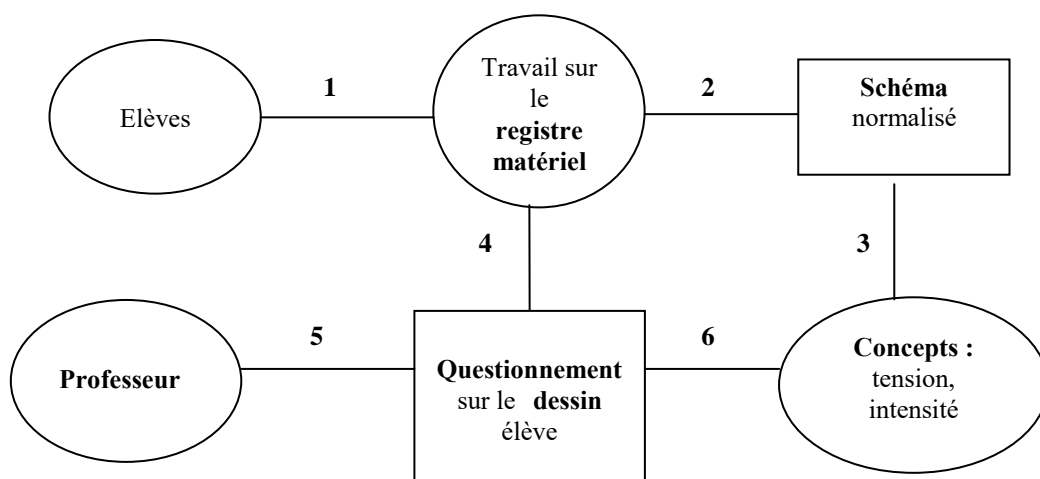 Elèves
1
Travail sur
le
registre
matériel
2
Schéma
normalisé
4
3
Professeur
5
Questionnement
sur le dessin
élève
6
Concepts :
tension,
intensité